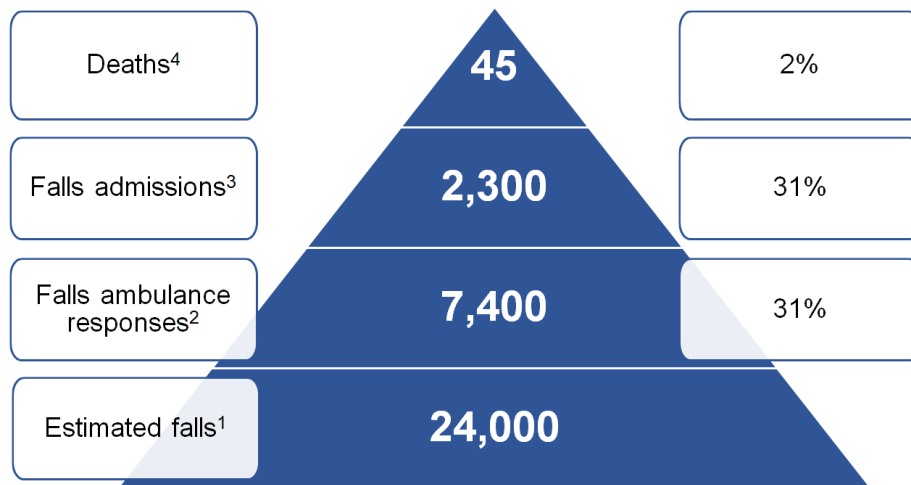 Deaths⁴
45
2%
Falls admissions³
2,300
31%
Falls ambulance
responses²
7,400
31%
Estimated falls¹
24,000